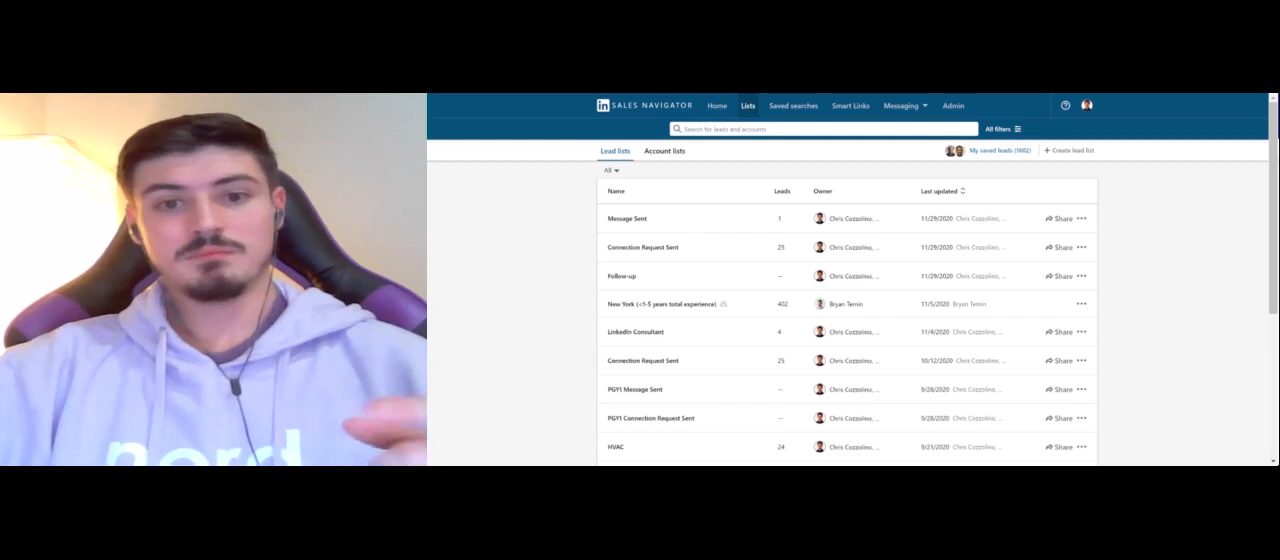 in SALES NAVIGATOR Home Lists Saved searches Smart Links Messaging Admin
Search for leads and accounts All filters
Lead lists Account lists My saved leads (1602) + Create lead list
All
Name Leads Owner Last updated
Message Sent 1 Chris Cozzolino, ... 11/29/2020 Chris Cozzolino, ... Share ...
Connection Request Sent 25 Chris Cozzolino, ... 11/29/2020 Chris Cozzolino, ... Share ...
Follow-up -- Chris Cozzolino, ... 11/29/2020 Chris Cozzolino, ... Share ...
New York (<1-5 years total experience) 402 Bryan Temin 11/5/2020 Bryan Temin ...
LinkedIn Consultant 4 Chris Cozzolino, ... 11/4/2020 Chris Cozzolino, ... Share ...
Connection Request Sent 25 Chris Cozzolino, ... 10/12/2020 Chris Cozzolino, ... Share ...
PGY1 Message Sent -- Chris Cozzolino, ... 9/28/2020 Chris Cozzolino, ... Share ...
PGY1 Connection Request Sent -- Chris Cozzolino, ... 9/28/2020 Chris Cozzolino, ... Share ...
HVAC 24 Chris Cozzolino, ... 9/21/2020 Chris Cozzolino, ... Share ...